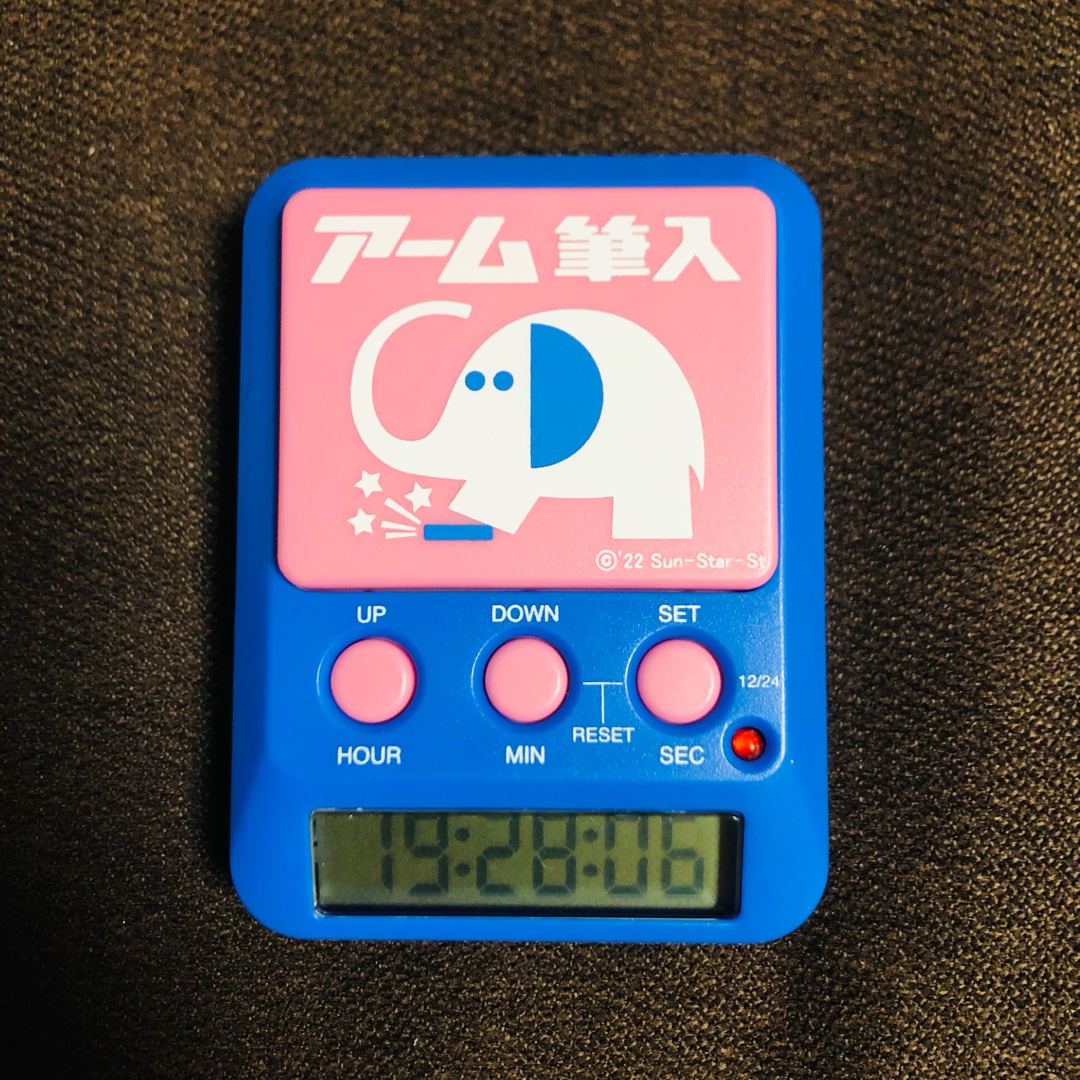 アーム 筆入
©'22 Sun-Star-St
UP DOWN SET
12/24
RESET
HOUR MIN SEC
19:28:06